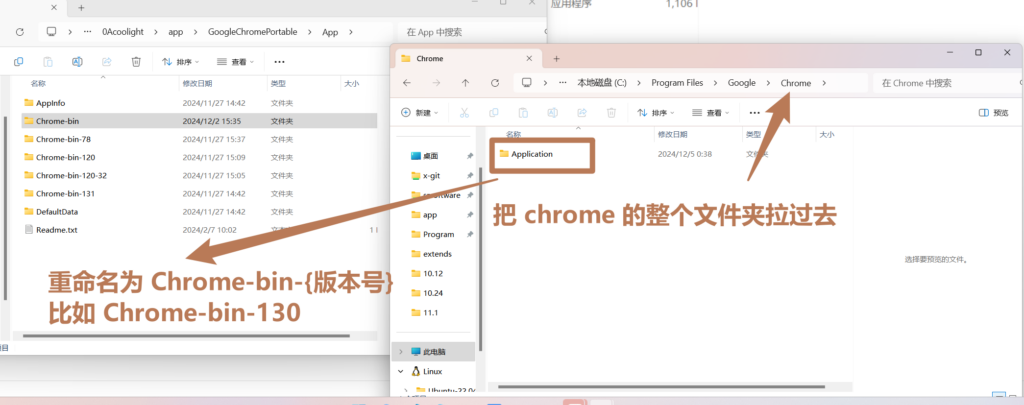 应用程序
1,106 I
0Acoolight
app
GoogleChromePortable
App
在 App 中搜索
排序
查看
名称
修改日期
类型
大小
AppInfo
2024/11/27 14:42
文件夹
Chrome-bin
2024/12/2 15:35
文件夹
Chrome-bin-78
2024/11/27 15:37
文件夹
Chrome-bin-120
2024/11/27 15:09
文件夹
Chrome-bin-120-32
2024/11/27 15:05
文件夹
Chrome-bin-131
2024/11/27 14:42
文件夹
DefaultData
2024/11/27 14:42
文件夹
Readme.txt
2024/2/7 10:02
1 I
重命名为 Chrome-bin-{版本号}
比如 Chrome-bin-130
项目
Chrome
本地磁盘 (C:)
Program Files
Google
Chrome
在 Chrome 中搜索
新建
排序
查看
预览
名称
修改日期
类型
大小
Application
2024/12/5 0:38
文件夹
桌面
x-git
app
Program
extends
10.12
10.24
11.1
此电脑
Linux
把 chrome 的整个文件夹拉过去
选择要预览的文件。